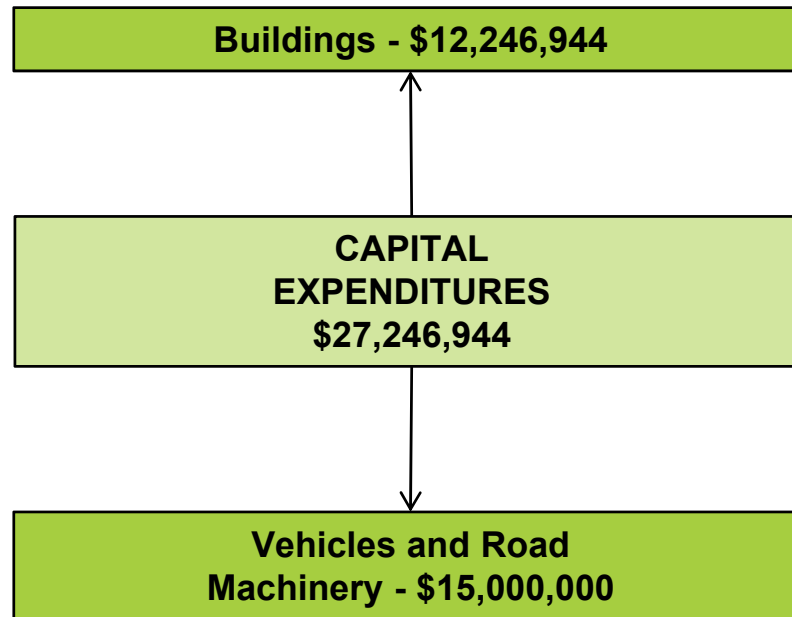 Buildings - $12,246,944
CAPITAL
EXPENDITURES
$27,246,944
Vehicles and Road
Machinery - $15,000,000